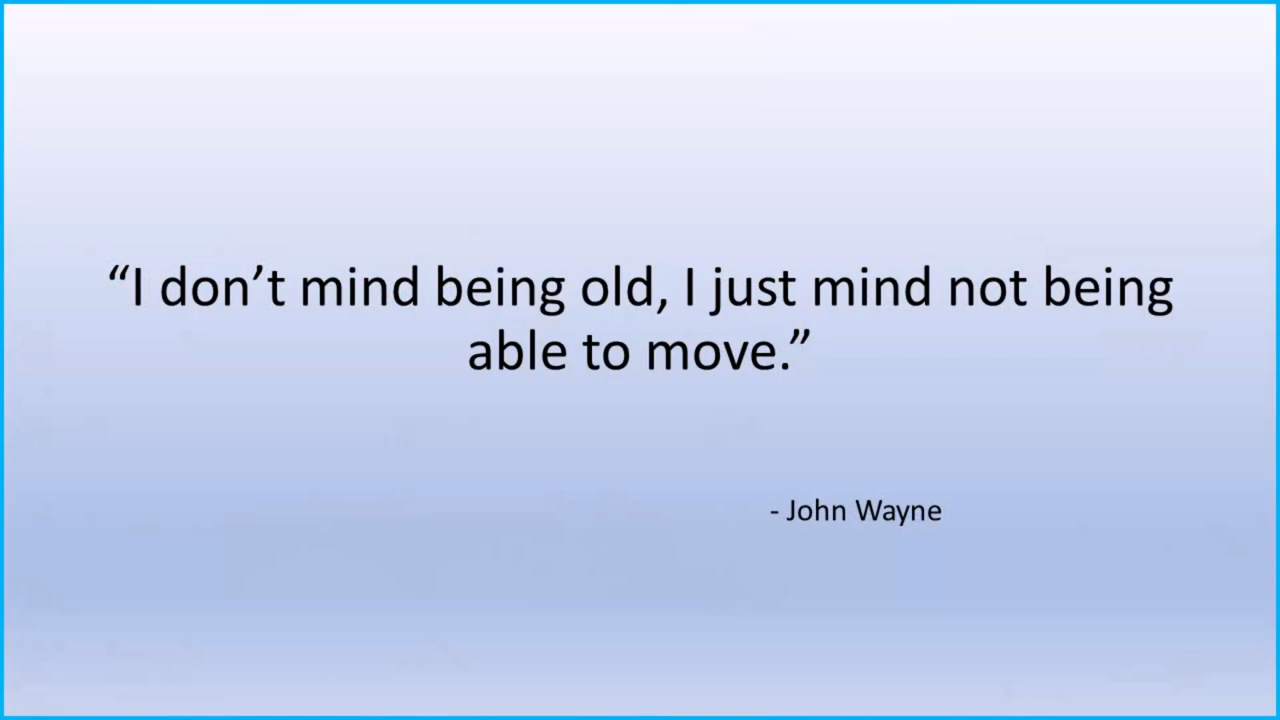 “I don’t mind being old, I just mind not being
able to move.”
- John Wayne